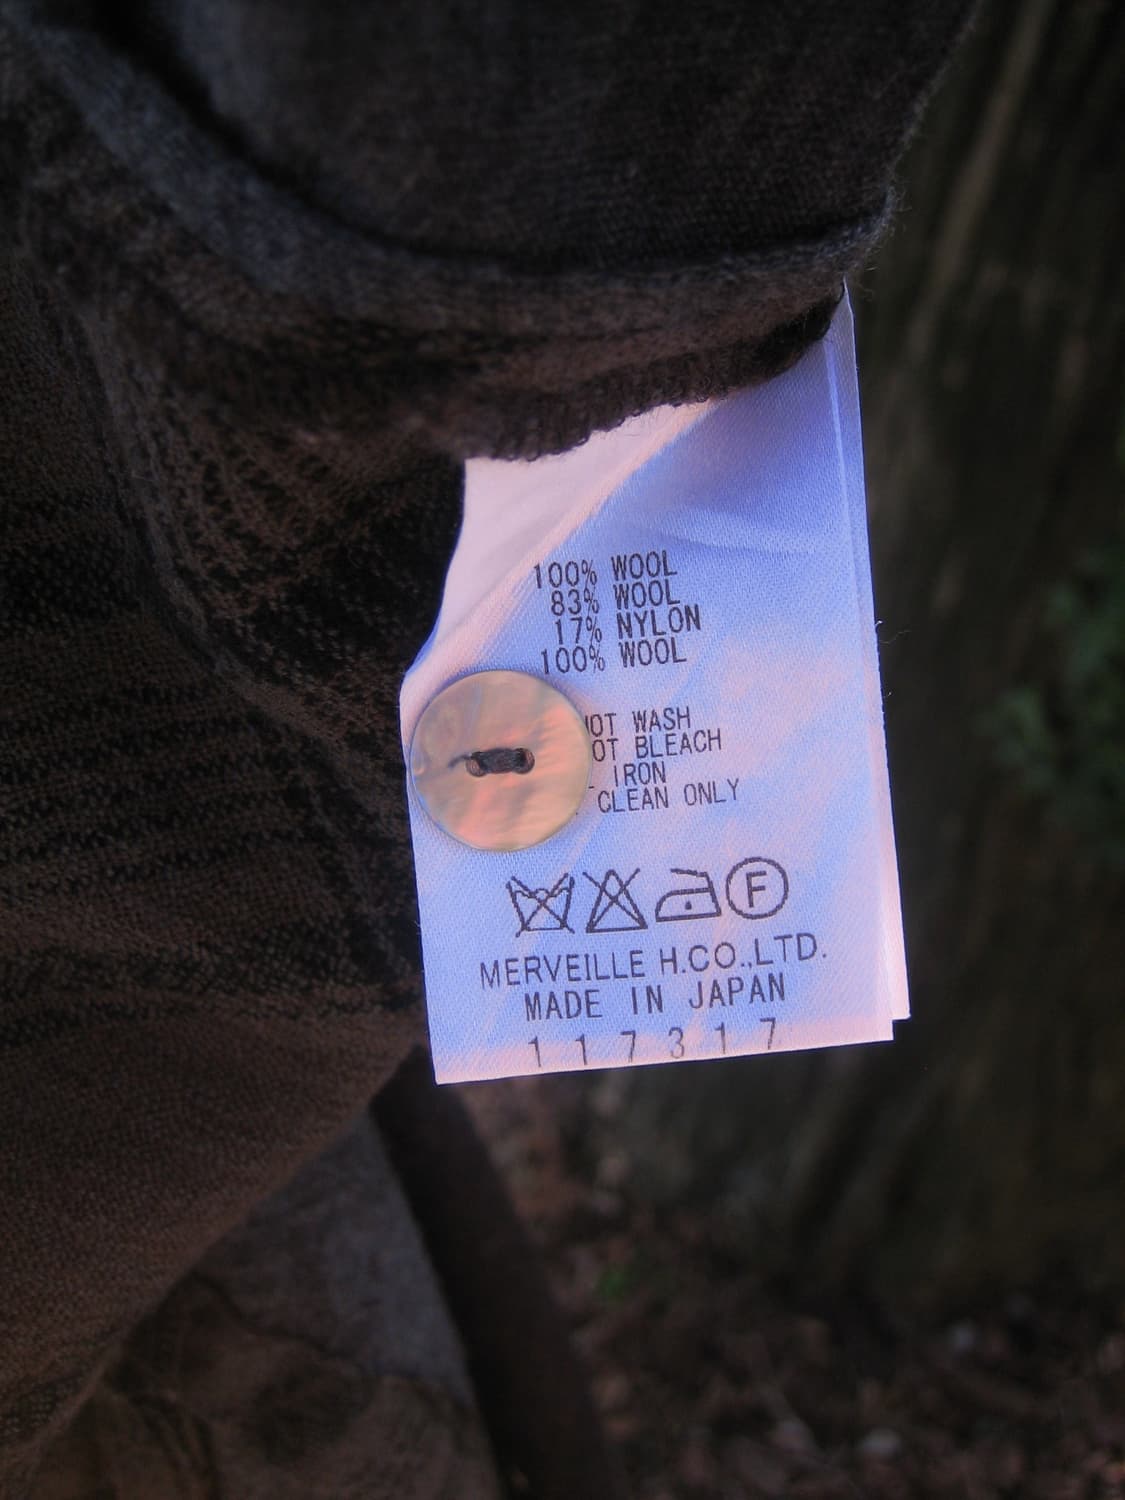 100% WOOL
83% WOOL
17% NYLON
100% WOOL
WASH
BLEACH
IRON
CLEAN ONLY
F
MERVEILLE H.CO.,LTD.
MADE IN JAPAN
117317